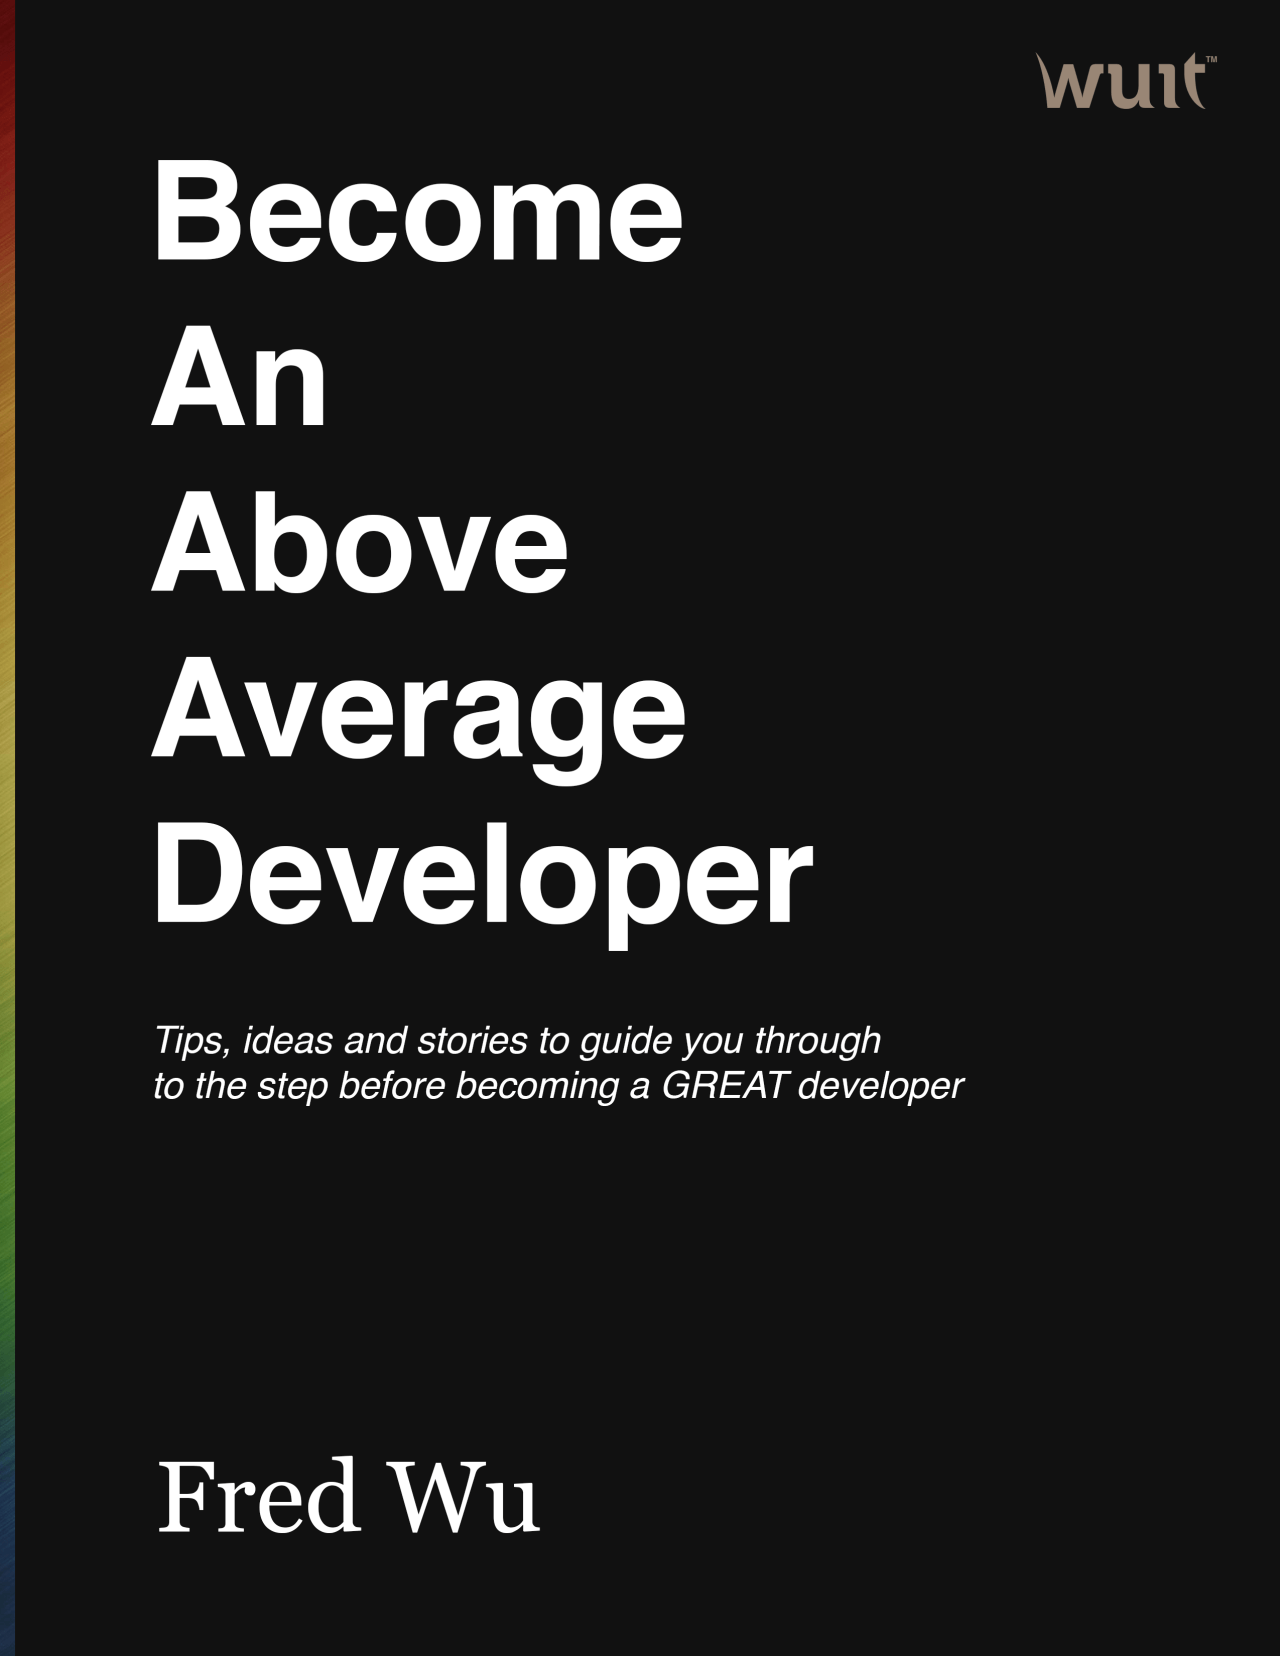 wuit™
Become
An
Above
Average
Developer
Tips, ideas and stories to guide you through
to the step before becoming a GREAT developer
Fred Wu